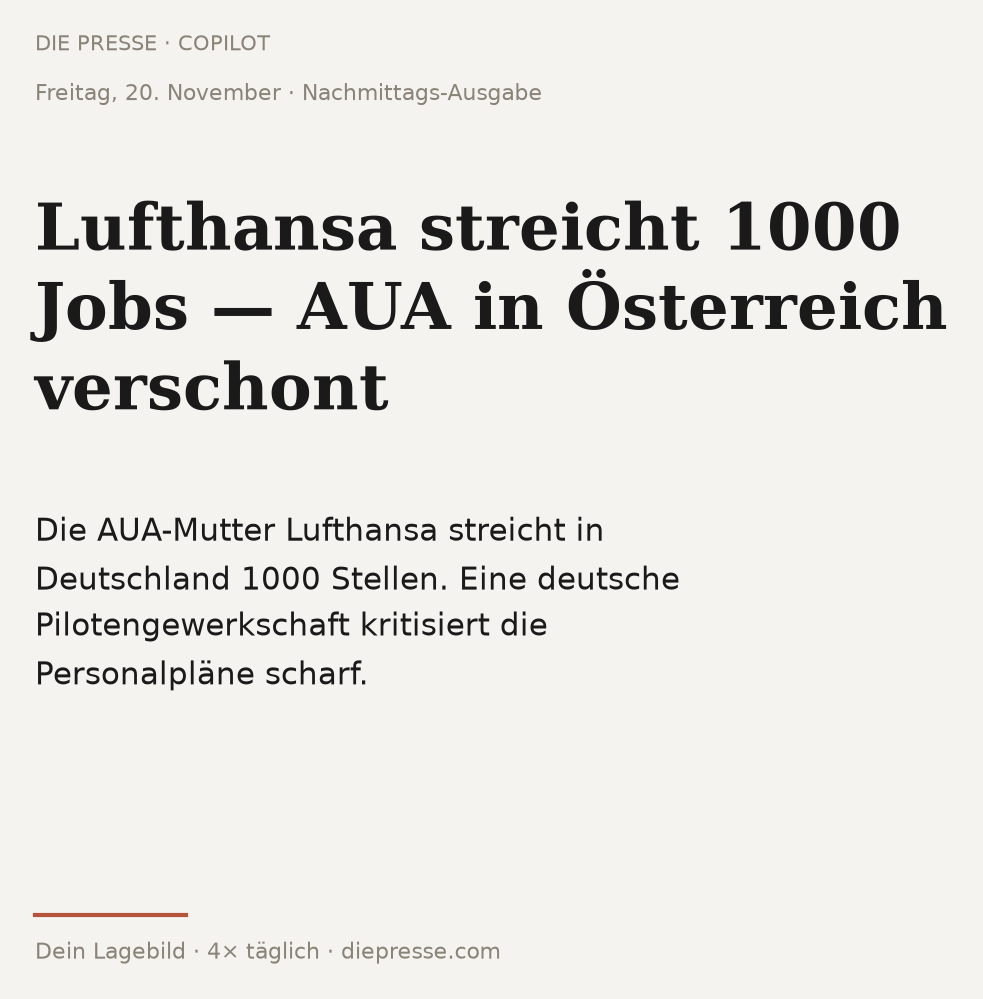 DIE PRESSE · COPILOT
Freitag, 20. November · Nachmittags-Ausgabe
Lufthansa streicht 1000
Jobs — AUA in Österreich
verschont
Die AUA-Mutter Lufthansa streicht in
Deutschland 1000 Stellen. Eine deutsche
Pilotengewerkschaft kritisiert die
Personalpläne scharf.
Dein Lagebild · 4× täglich · diepresse.com